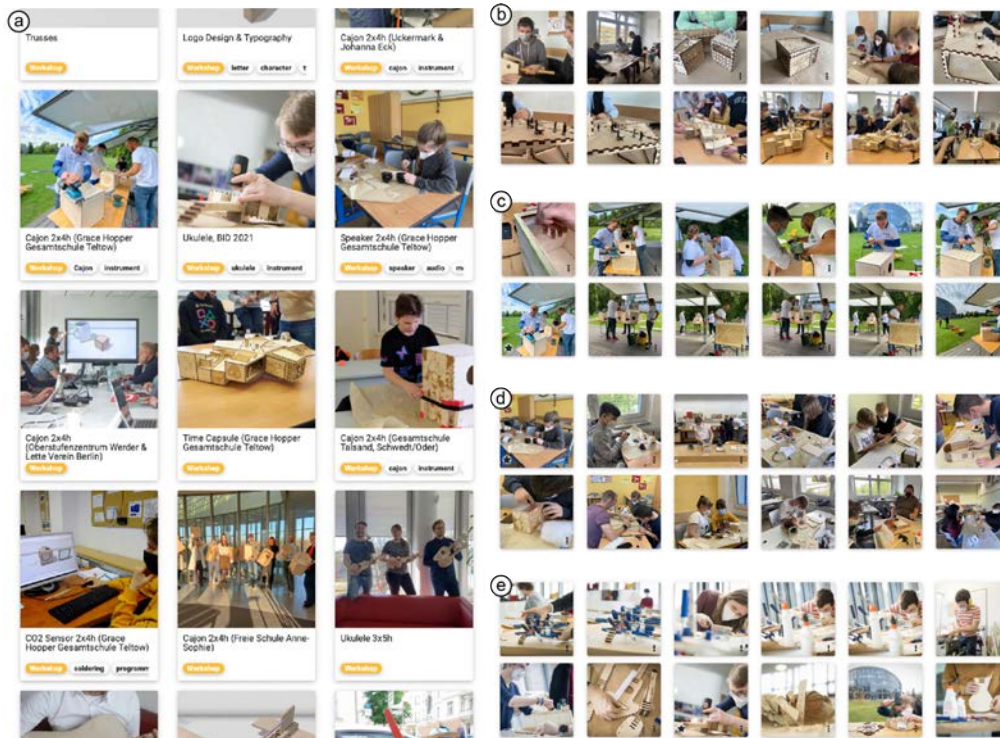 a
Trusses
Workshop
Logo Design & Typography
Workshop letter character
Cajon 2x4h (Uckermark &
Johanna Eck)
Workshop cajon instrument
Cajon 2x4h (Grace Hopper
Gesamtschule Teltow)
Workshop Cajon instrument
Ukulele, BID 2021
Workshop ukulele instrument
Speaker 2x4h (Grace Hopper
Gesamtschule Teltow)
Workshop speaker audio
Cajon 2x4h
(Oberstufenzentrum Werder &
Lette Verein Berlin)
Workshop
Time Capsule (Grace Hopper
Gesamtschule Teltow)
Workshop
Cajon 2x4h (Gesamtschule
Talsand, Schwedt/Oder)
Workshop cajon instrument
CO2 Sensor 2x4h (Grace
Hopper Gesamtschule Teltow)
Workshop soldering programm
Cajon 2x4h (Freie Schule Anne-
Sophie)
Workshop
Ukulele 3x5h
Workshop
b
c
d
e